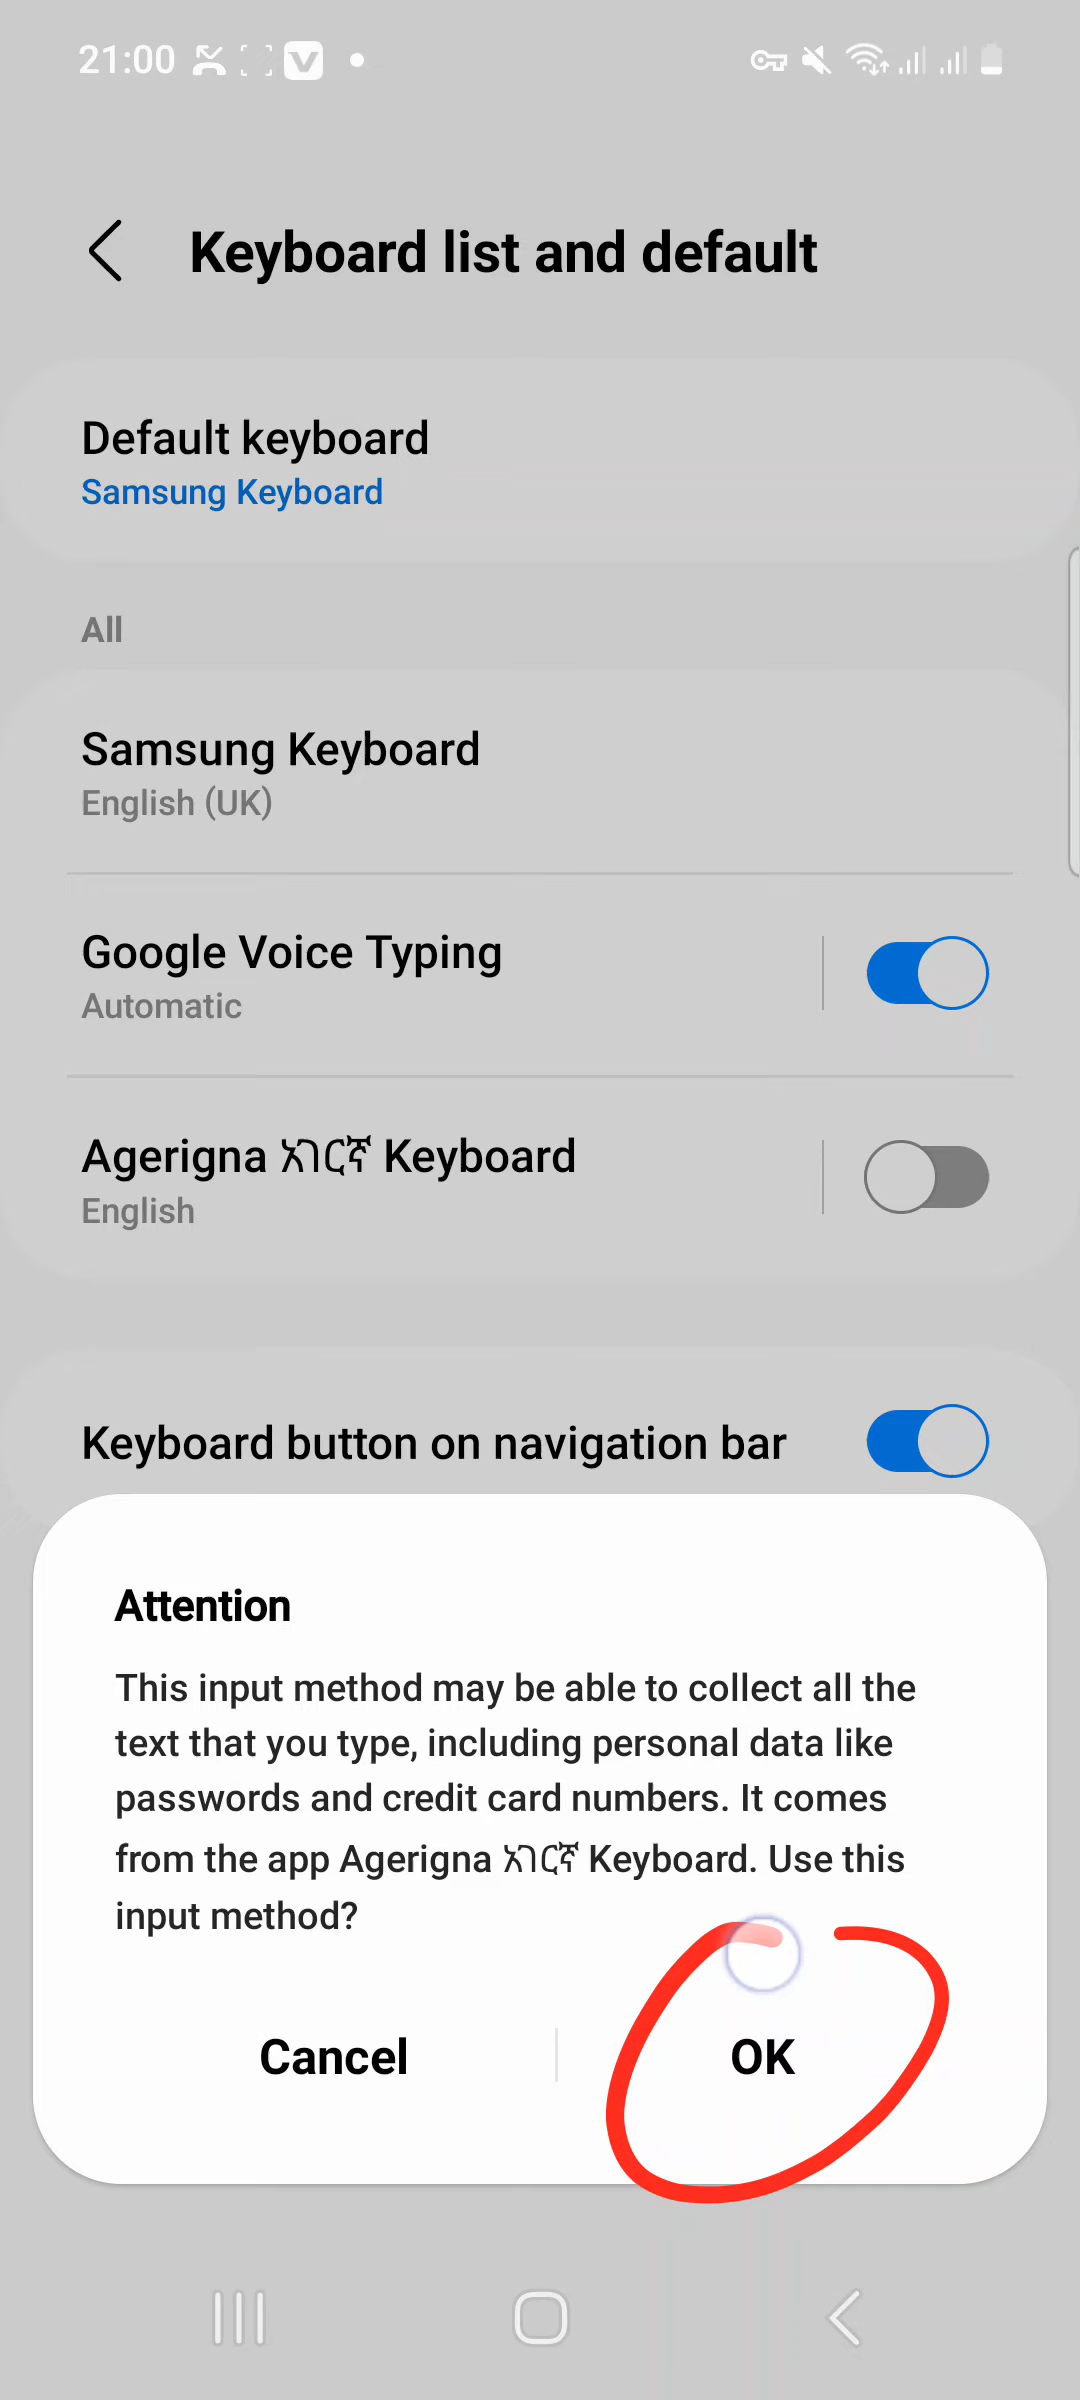 21:00
Keyboard list and default
Default keyboard
Samsung Keyboard
All
Samsung Keyboard
English (UK)
Google Voice Typing
Automatic
Agerigna አገርኛ Keyboard
English
Keyboard button on navigation bar
Attention
This input method may be able to collect all the
text that you type, including personal data like
passwords and credit card numbers. It comes
from the app Agerigna አገርኛ Keyboard. Use this
input method?
Cancel
OK